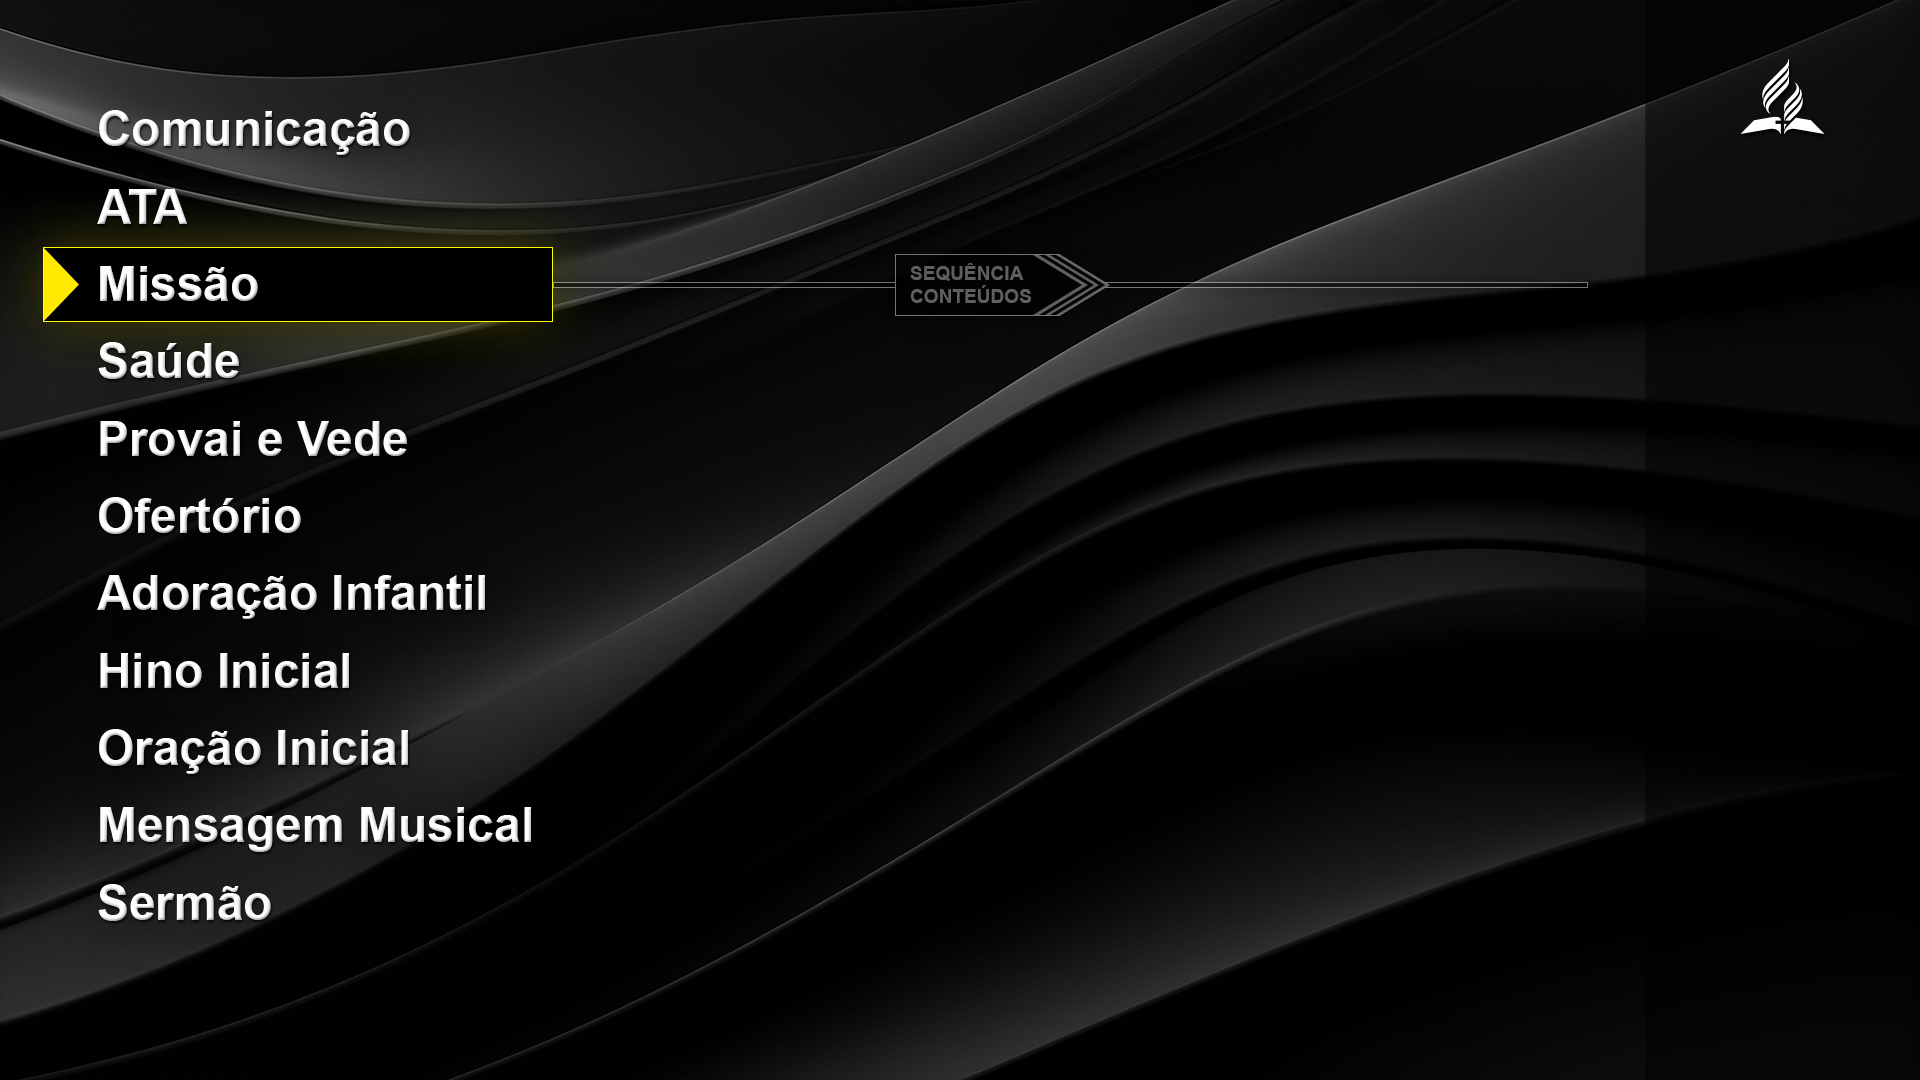 Comunicação
ATA
Missão
SEQUÊNCIA
CONTEÚDOS
Saúde
Provai e Vede
Ofertório
Adoração Infantil
Hino Inicial
Oração Inicial
Mensagem Musical
Sermão